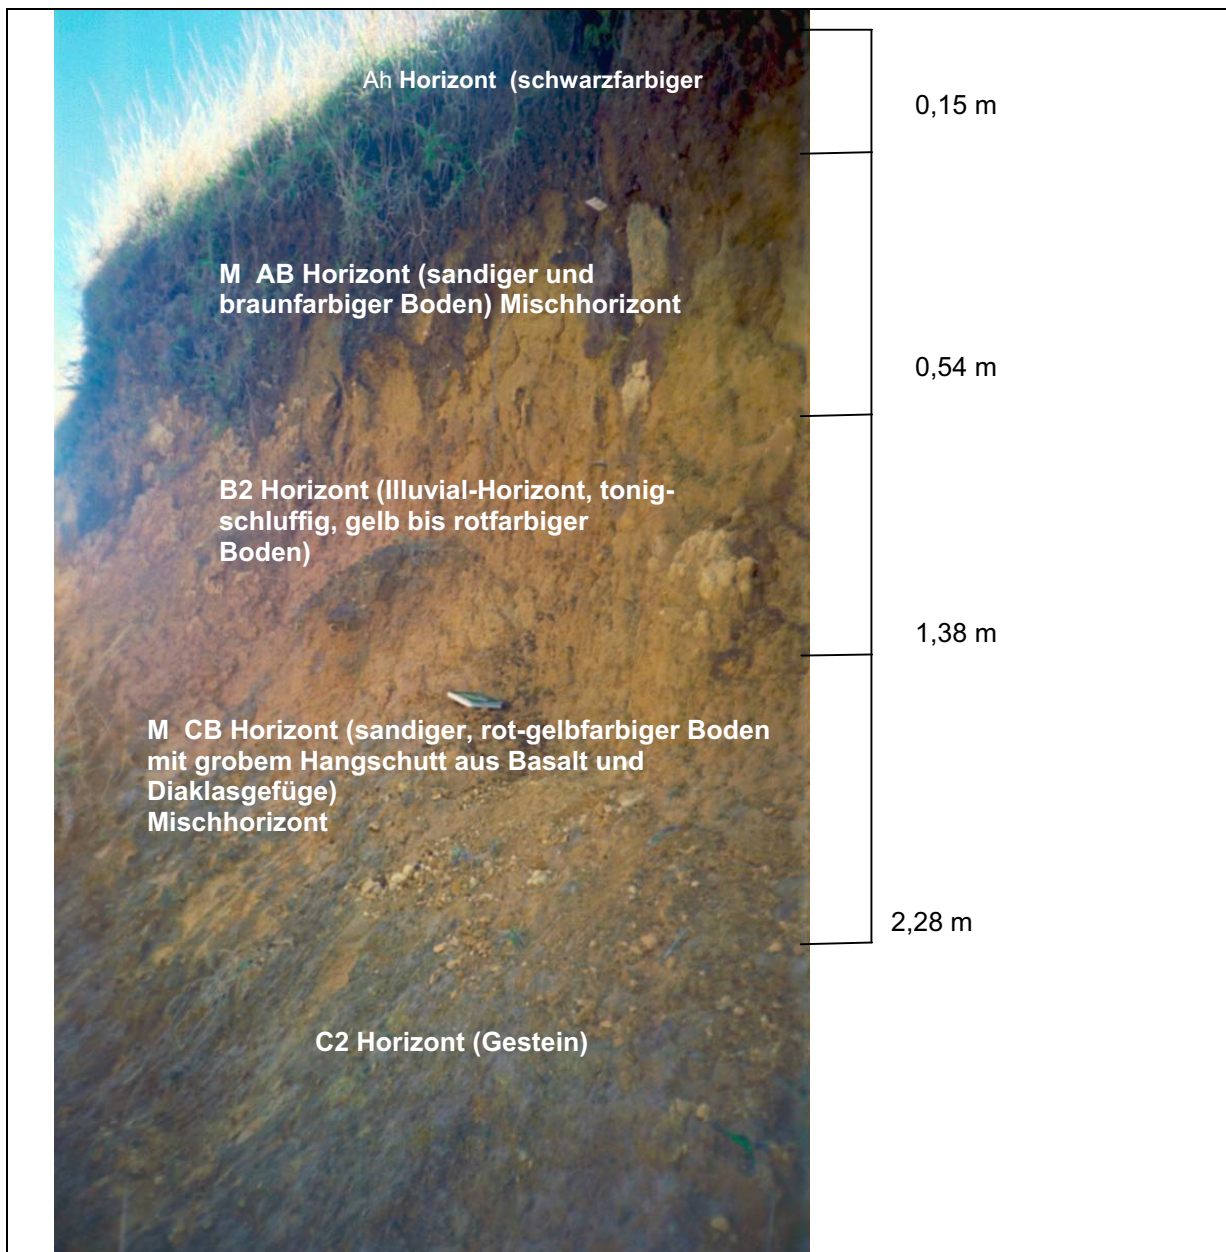 Ah Horizont (schwarzfarbiger
0,15 m
M AB Horizont (sandiger und
braunfarbiger Boden) Mischhorizont
0,54 m
B2 Horizont (Illuvial-Horizont, tonig-
schluffig, gelb bis rotfarbiger
Boden)
1,38 m
M CB Horizont (sandiger, rot-gelbfarbiger Boden
mit grobem Hangschutt aus Basalt und
Diaklasgefüge)
Mischhorizont
2,28 m
C2 Horizont (Gestein)